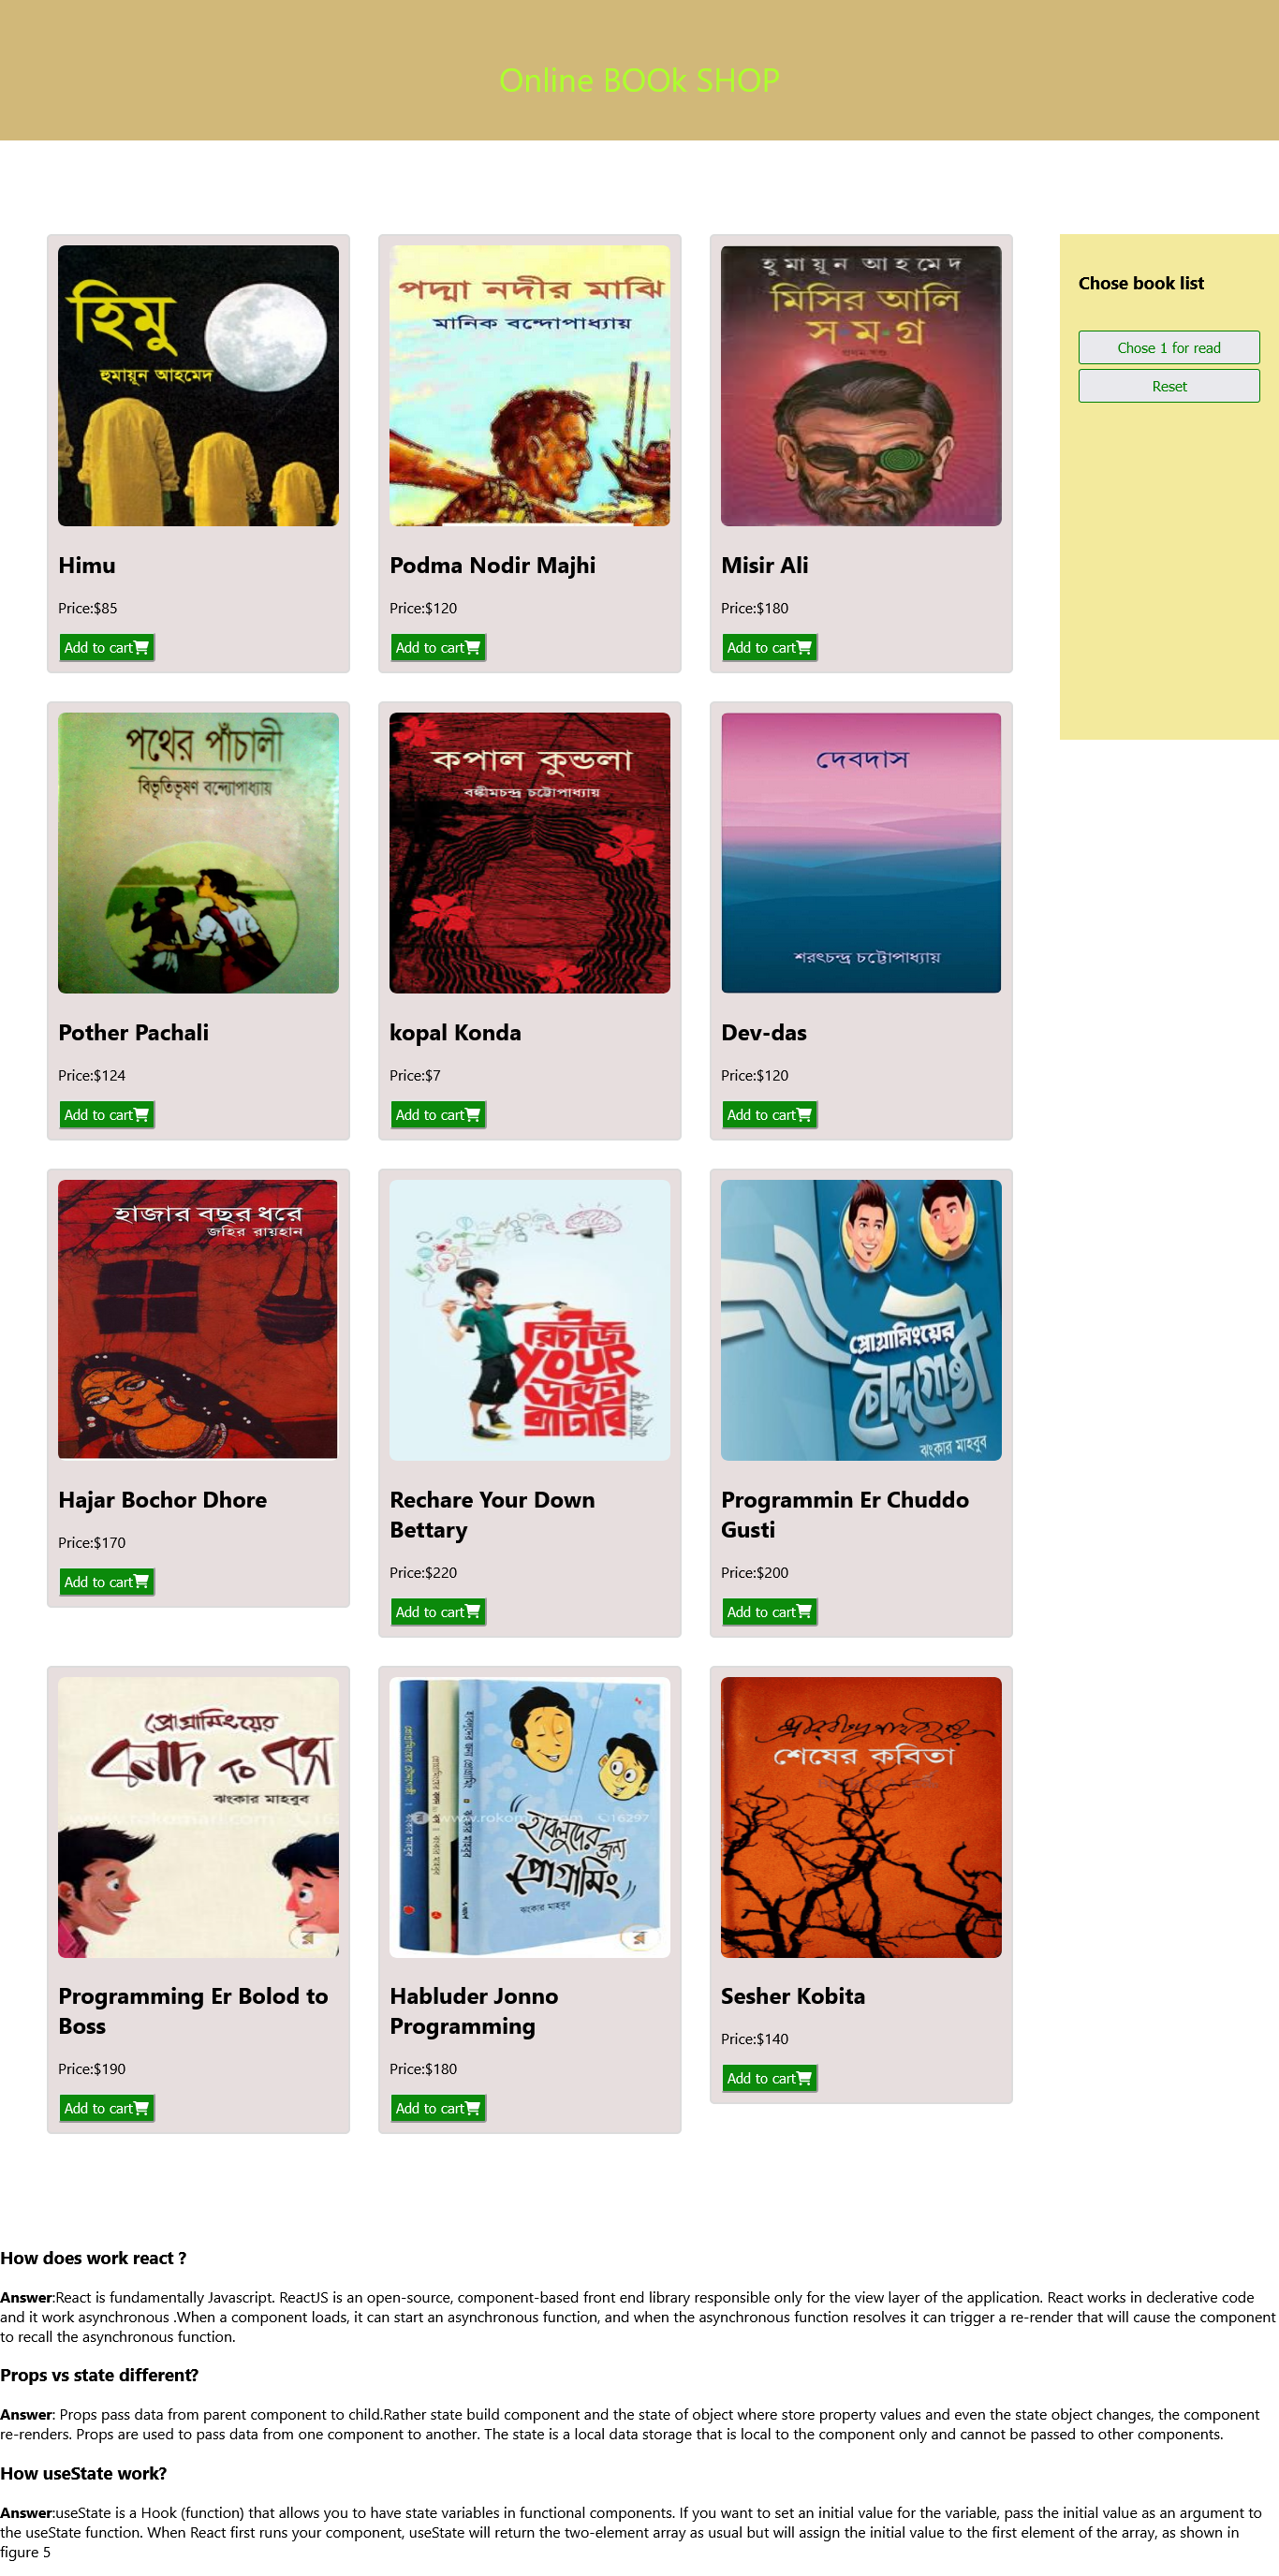 Online BOOk SHOP
হিমু
হুমায়ূন আহমেদ
Himu
Price:$85
Add to cart
পদ্মা নদীর মাঝি
মানিক বন্দোপাধ্যায়
Podma Nodir Majhi
Price:$120
Add to cart
হুমায়ূন আহমেদ
মিসির আলি
স·ম·গ্র
প্রথম খণ্ড
Misir Ali
Price:$180
Add to cart
Chose book list
Chose 1 for read
Reset
পথের পাঁচালী
বিভূতিভূষণ বন্দ্যোপাধ্যায়
Pother Pachali
Price:$124
Add to cart
কপাল কুন্ডলা
বঙ্কীমচন্দ্র চট্টোপাধ্যায়
kopal Konda
Price:$7
Add to cart
দেবদাস
শরৎচন্দ্র চট্টোপাধ্যায়
Dev-das
Price:$120
Add to cart
হাজার বছর ধরে
জহির রায়হান
Hajar Bochor Dhore
Price:$170
Add to cart
রিচার্জ
YOUR
ডাউন
ব্যাটারি
Rechare Your Down
Bettary
Price:$220
Add to cart
প্রোগ্রামিংয়ের
চোদ্দগোষ্ঠী
ঝংকার মাহবুব
Programmin Er Chuddo
Gusti
Price:$200
Add to cart
প্রোগ্রামিংয়ের
বলদ TO বস
ঝংকার মাহবুব
www.rokomari.com 16
Programming Er Bolod to
Boss
Price:$190
Add to cart
www.rokomari.com 16297
হাবলুদের জন্য
প্রোগ্রামিং
ঝংকার মাহবুব
Habluder Jonno
Programming
Price:$180
Add to cart
শেষের কবিতা
Sesher Kobita
Price:$140
Add to cart
How does work react ?
Answer:React is fundamentally Javascript. ReactJS is an open-source, component-based front end library responsible only for the view layer of the application. React works in declerative code
and it work asynchronous .When a component loads, it can start an asynchronous function, and when the asynchronous function resolves it can trigger a re-render that will cause the component
to recall the asynchronous function.
Props vs state different?
Answer: Props pass data from parent component to child.Rather state build component and the state of object where store property values and even the state object changes, the component
re-renders. Props are used to pass data from one component to another. The state is a local data storage that is local to the component only and cannot be passed to other components.
How useState work?
Answer:useState is a Hook (function) that allows you to have state variables in functional components. If you want to set an initial value for the variable, pass the initial value as an argument to
the useState function. When React first runs your component, useState will return the two-element array as usual but will assign the initial value to the first element of the array, as shown in
figure 5